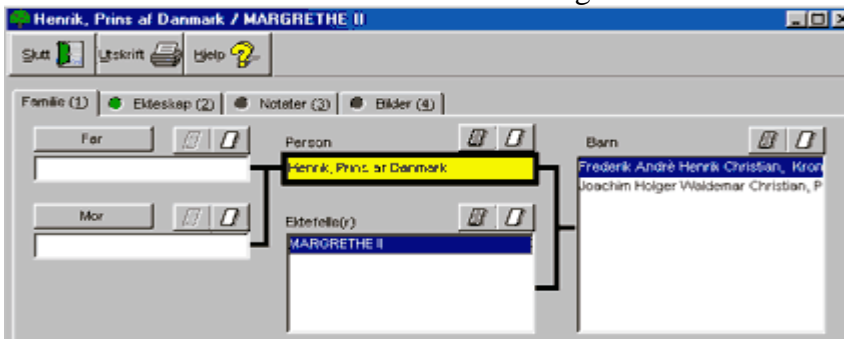 Henrik, Prins af Danmark / MARGRETHE II
Slutt Utskrift Hjelp
Familie (1) Ekteskap (2) Notater (3) Bilder (4)
Far Person Barn
Henrik, Prins af Danmark
Frederik André Henrik Christian, Kron
Joachim Holger Waldemar Christian, P
Mor Ektefelle(r)
MARGRETHE II